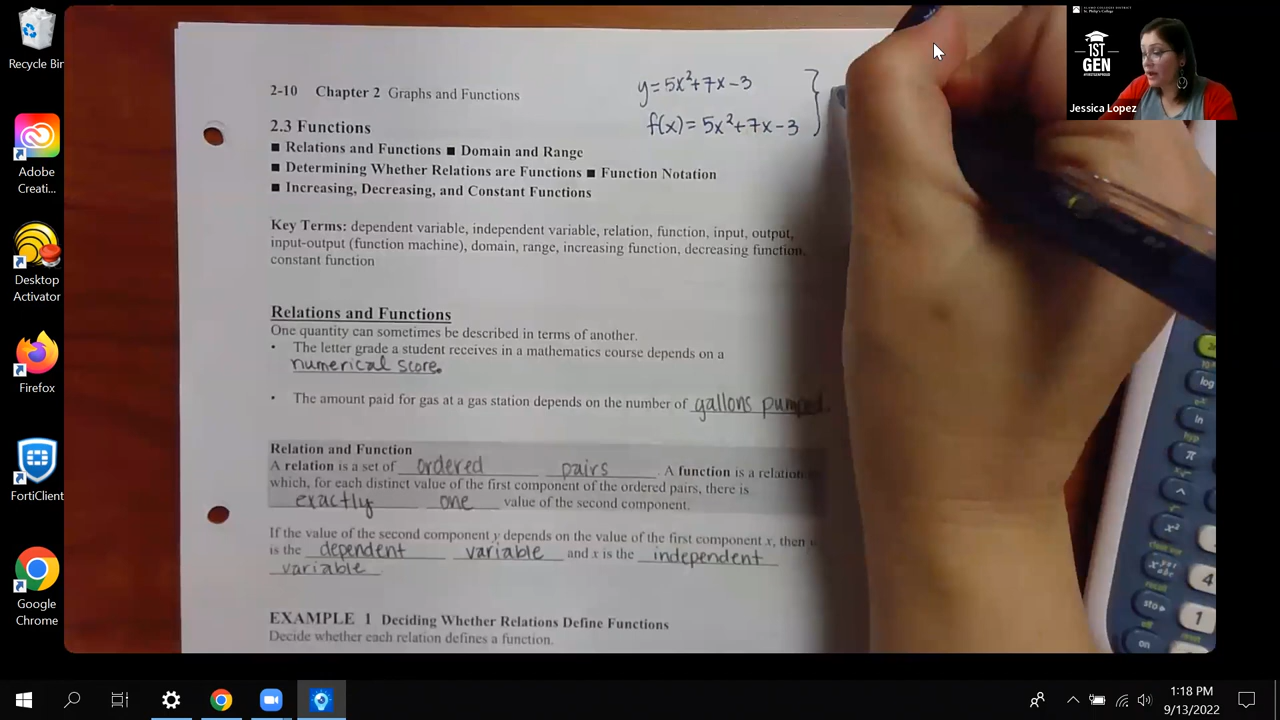 Recycle Bin
Adobe
Creati...
Desktop
Activator
Firefox
FortiClient
Google
Chrome
2-10 Chapter 2 Graphs and Functions
y = 5x² + 7x - 3
f(x) = 5x² + 7x - 3
2.3 Functions
■ Relations and Functions ■ Domain and Range
■ Determining Whether Relations are Functions ■ Function Notation
■ Increasing, Decreasing, and Constant Functions
Key Terms: dependent variable, independent variable, relation, function, input, output,
input-output (function machine), domain, range, increasing function, decreasing function,
constant function
Relations and Functions
One quantity can sometimes be described in terms of another.
• The letter grade a student receives in a mathematics course depends on a
numerical score.
• The amount paid for gas at a gas station depends on the number of gallons pumped.
Relation and Function
A relation is a set of ordered pairs. A function is a relation
which, for each distinct value of the first component of the ordered pairs, there is
exactly one value of the second component.
If the value of the second component y depends on the value of the first component x, then
is the dependent variable and x is the independent
variable
EXAMPLE 1 Deciding Whether Relations Define Functions
Decide whether each relation defines a function.
1ST
GEN
Jessica Lopez
log
ln
π
^
x²
sto▸
on
4
1
1:18 PM
9/13/2022